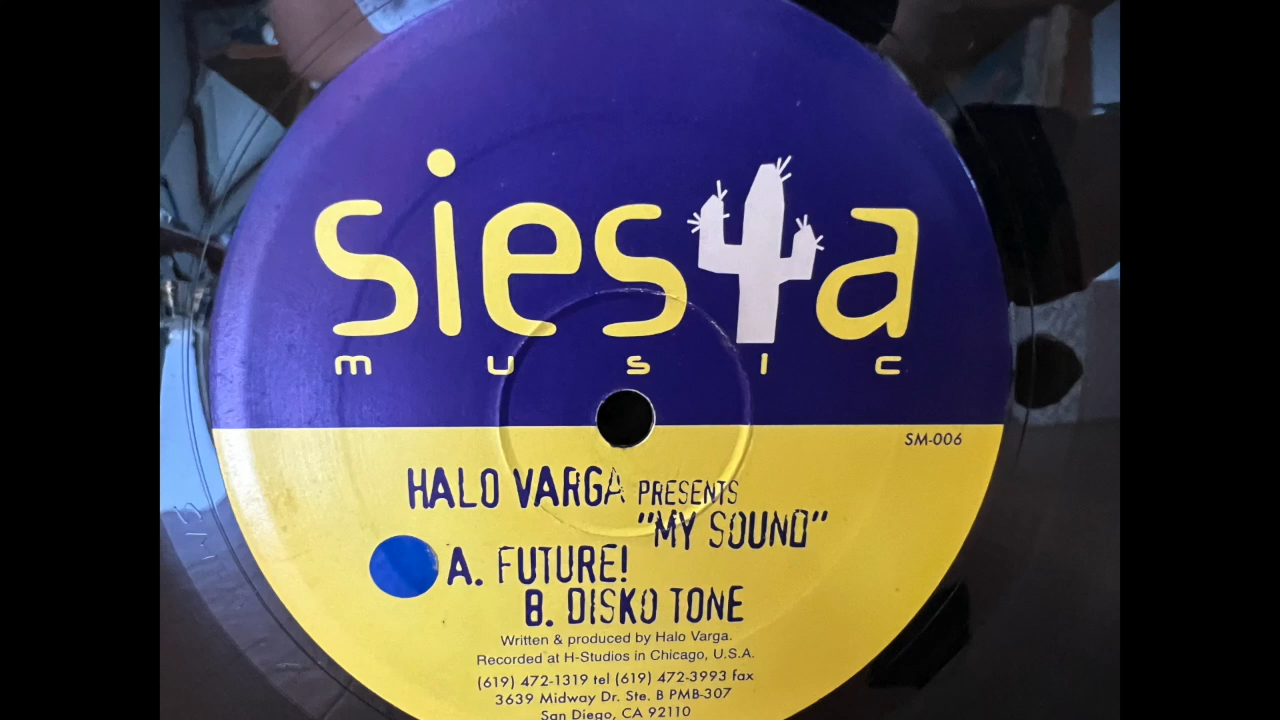 siesta
music
SM-006
HALO VARGA PRESENTS
"MY SOUND"
A. FUTURE!
B. DISKO TONE
Written & produced by Halo Varga.
Recorded at H-Studios in Chicago, U.S.A.
(619) 472-1319 tel (619) 472-3993 fax
3639 Midway Dr. Ste. B PMB-307
San Diego, CA 92110